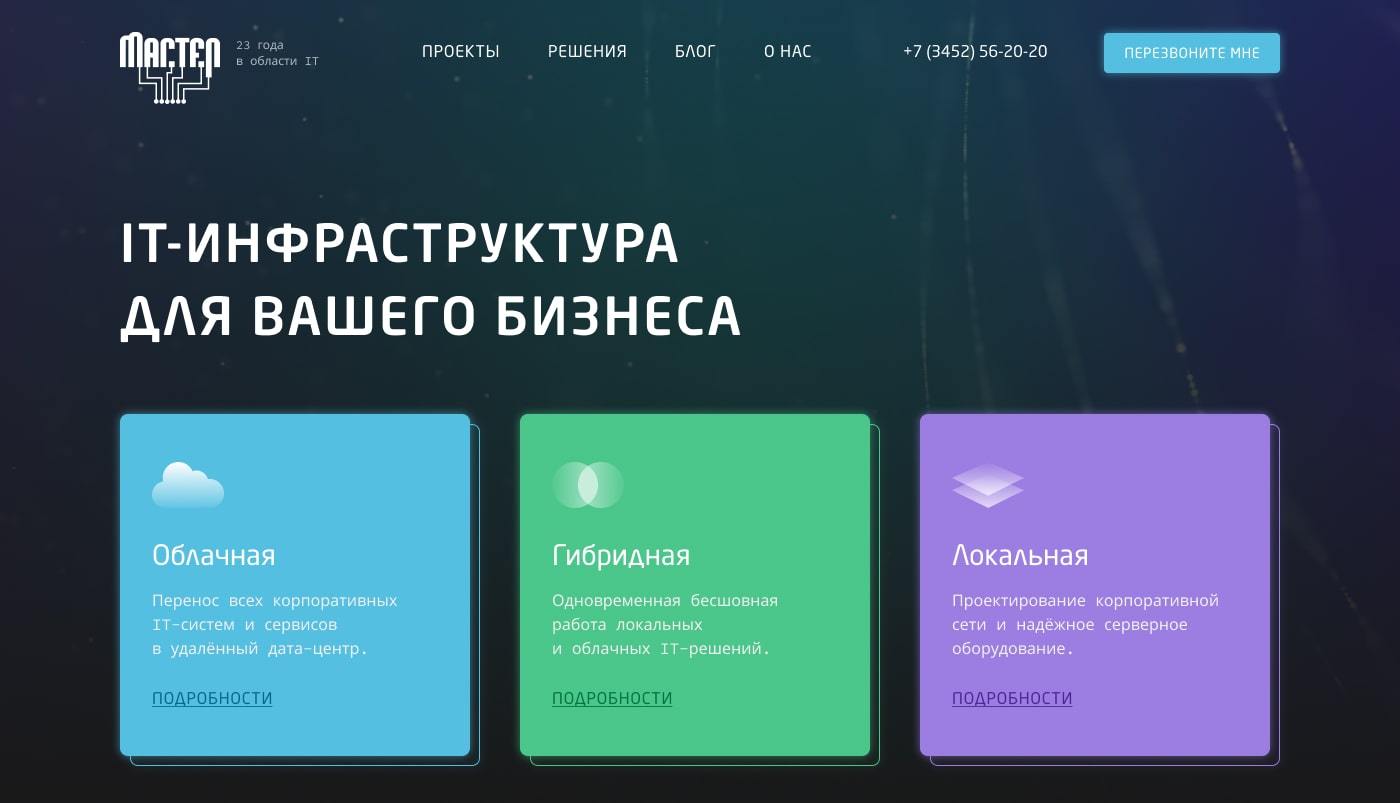 Мастер
23 года
в области IT
ПРОЕКТЫ
РЕШЕНИЯ
БЛОГ
О НАС
+7 (3452) 56-20-20
ПЕРЕЗВОНИТЕ МНЕ
IT-ИНФРАСТРУКТУРА
ДЛЯ ВАШЕГО БИЗНЕСА
Облачная
Перенос всех корпоративных
IT-систем и сервисов
в удалённый дата-центр.
ПОДРОБНОСТИ
Гибридная
Одновременная бесшовная
работа локальных
и облачных IT-решений.
ПОДРОБНОСТИ
Локальная
Проектирование корпоративной
сети и надёжное серверное
оборудование.
ПОДРОБНОСТИ